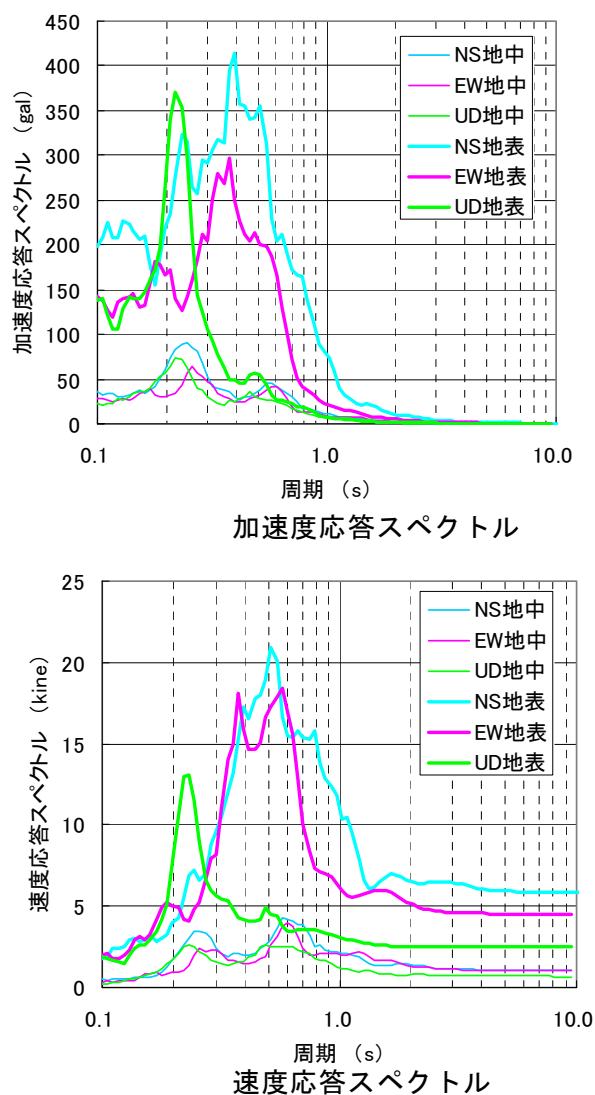 450
400
350
300
250
200
150
100
50
0
加速度応答スペクトル (gal)
NS地中
EW地中
UD地中
NS地表
EW地表
UD地表
0.1 1.0 10.0
周期 (s)
加速度応答スペクトル
25
20
15
10
5
0
速度応答スペクトル (kine)
NS地中
EW地中
UD地中
NS地表
EW地表
UD地表
0.1 1.0 10.0
周期 (s)
速度応答スペクトル